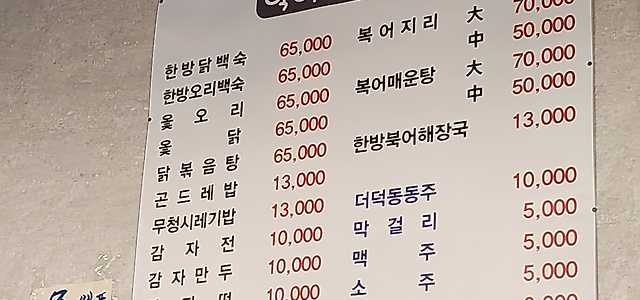 한방닭백숙 65,000
한방오리백숙 65,000
옻 오 리 65,000
옻 닭 65,000
닭 볶 음 탕 65,000
곤 드 레 밥 13,000
무청시레기밥 13,000
감 자 전 10,000
감 자 만 두 10,000
떡 10,000
복 어 지 리 大 70,000
中 50,000
복어매운탕 大 70,000
中 50,000
한방북어해장국 13,000
더덕동동주 10,000
막 걸 리 5,000
맥 주 5,000
소 주 5,000